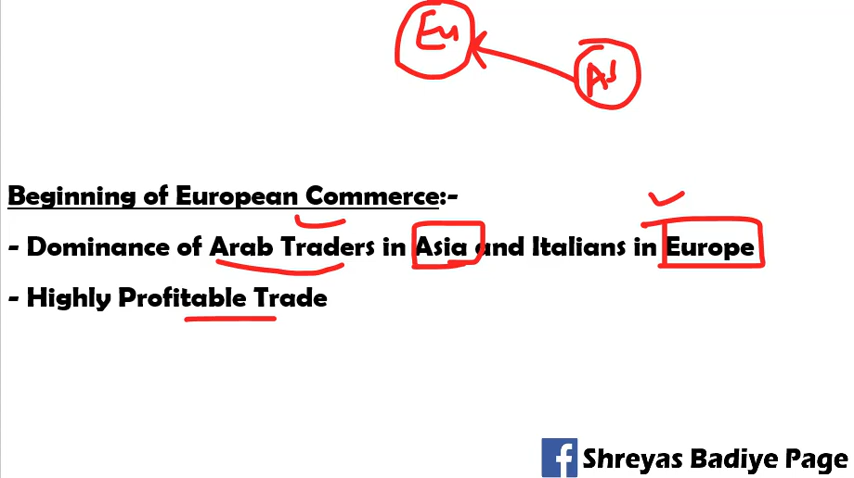 Eu
As
Beginning of European Commerce:-
- Dominance of Arab Traders in Asia and Italians in Europe
- Highly Profitable Trade
f Shreyas Badiye Page